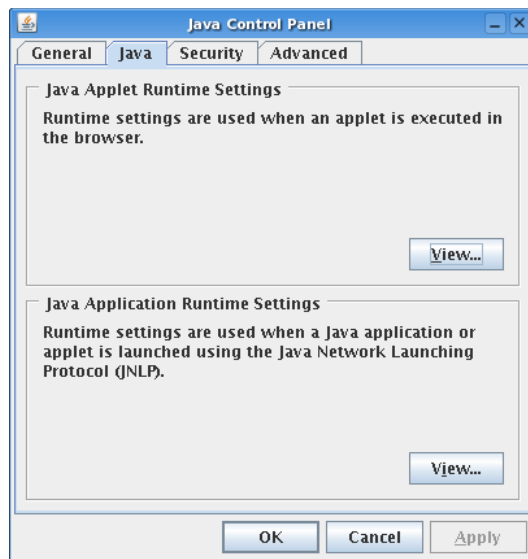 Java Control Panel
General Java Security Advanced
Java Applet Runtime Settings
Runtime settings are used when an applet is executed in
the browser.
View...
Java Application Runtime Settings
Runtime settings are used when a Java application or
applet is launched using the Java Network Launching
Protocol (JNLP).
View...
OK Cancel Apply